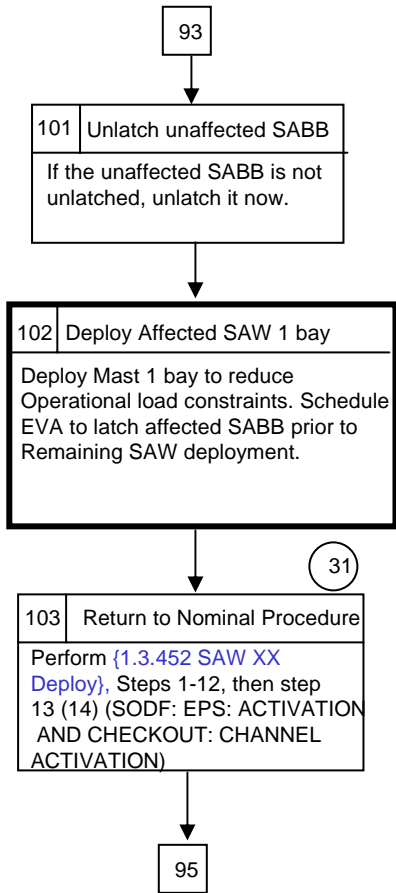 93
101 Unlatch unaffected SABB
If the unaffected SABB is not
unlatched, unlatch it now.
102 Deploy Affected SAW 1 bay
Deploy Mast 1 bay to reduce
Operational load constraints. Schedule
EVA to latch affected SABB prior to
Remaining SAW deployment.
31
103 Return to Nominal Procedure
Perform {1.3.452 SAW XX
Deploy}, Steps 1-12, then step
13 (14) (SODF: EPS: ACTIVATION
AND CHECKOUT: CHANNEL
ACTIVATION)
95